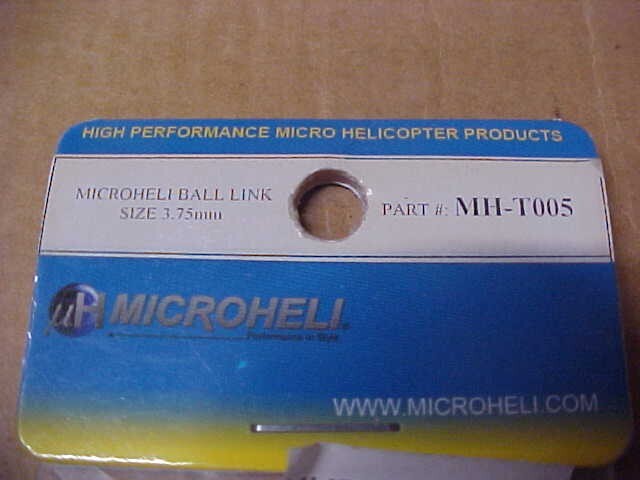 HIGH PERFORMANCE MICRO HELICOPTER PRODUCTS
MICROHELI BALL LINK
SIZE 3.75mm
PART #: MH-T005
µH MICROHELI®
Performance in Style
WWW.MICROHELI.COM